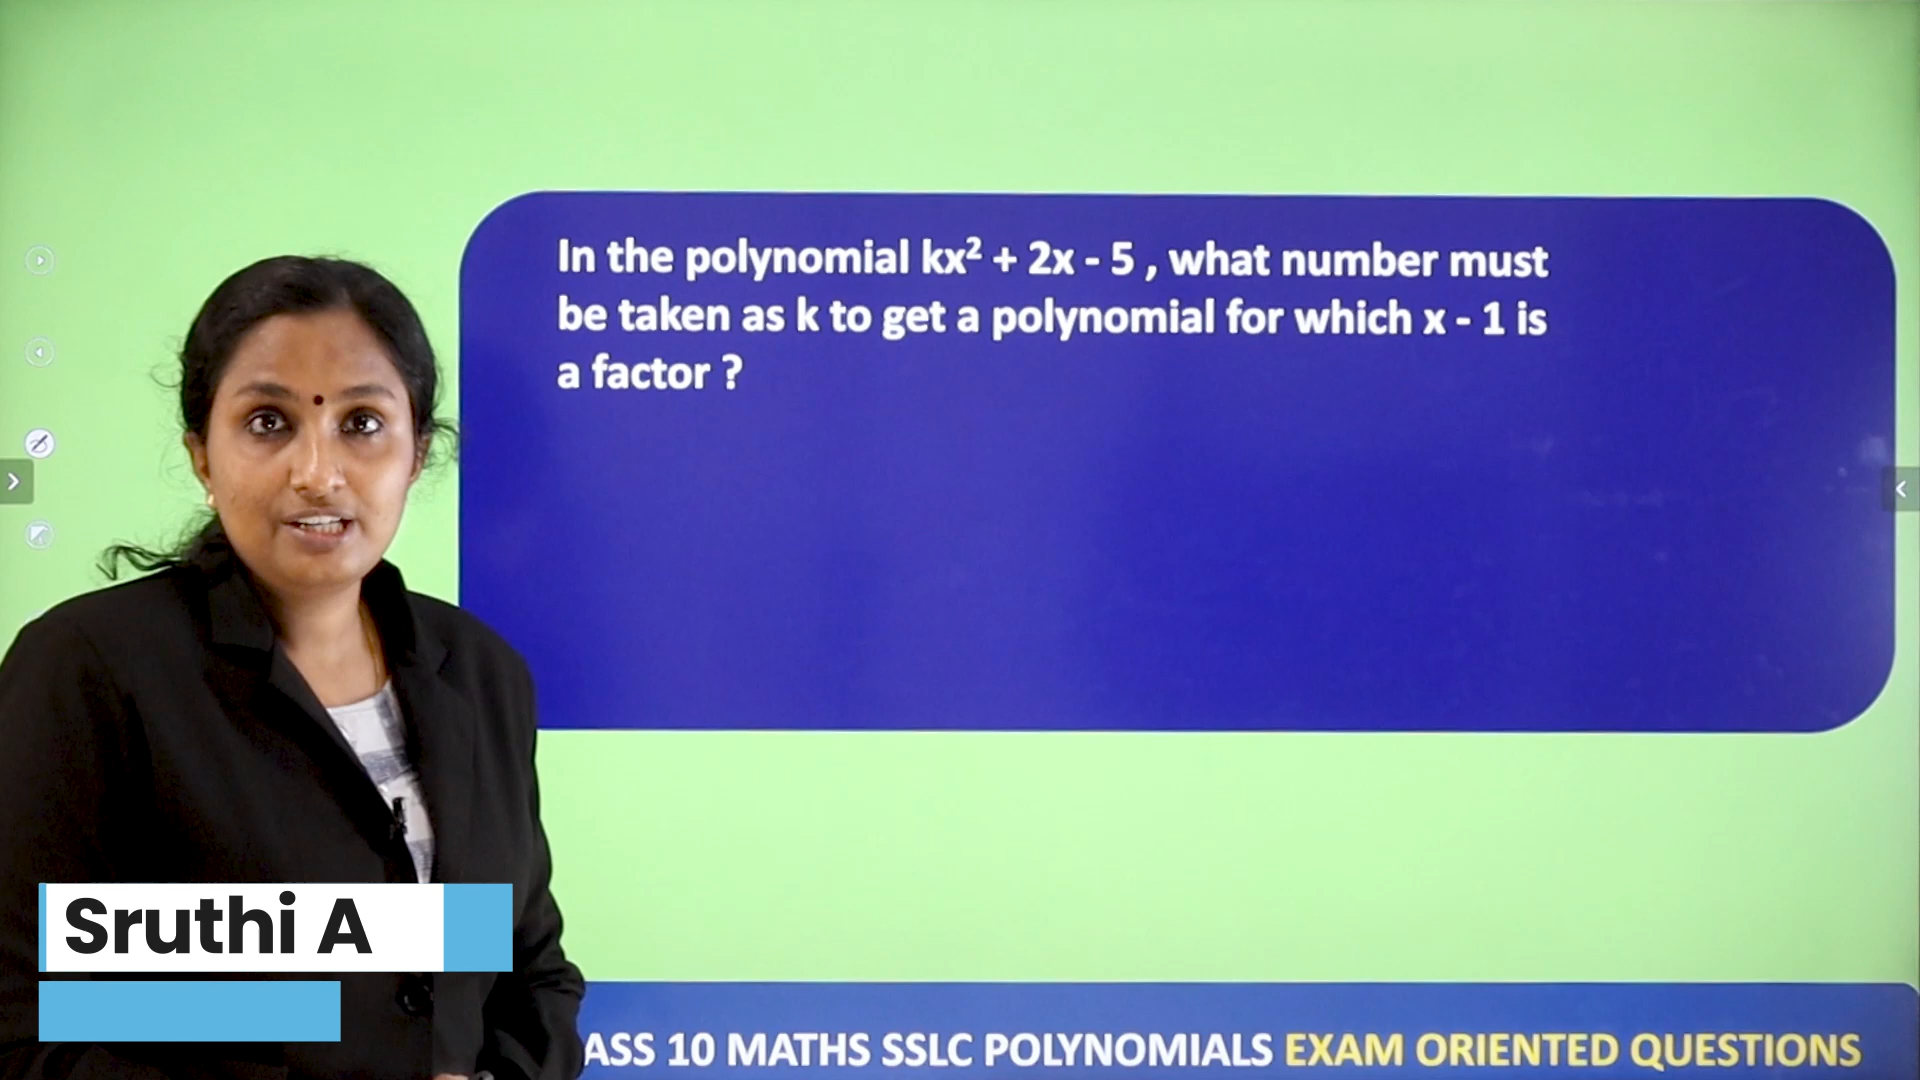 In the polynomial kx² + 2x - 5 , what number must
be taken as k to get a polynomial for which x - 1 is
a factor ?
Sruthi A
ASS 10 MATHS SSLC POLYNOMIALS EXAM ORIENTED QUESTIONS